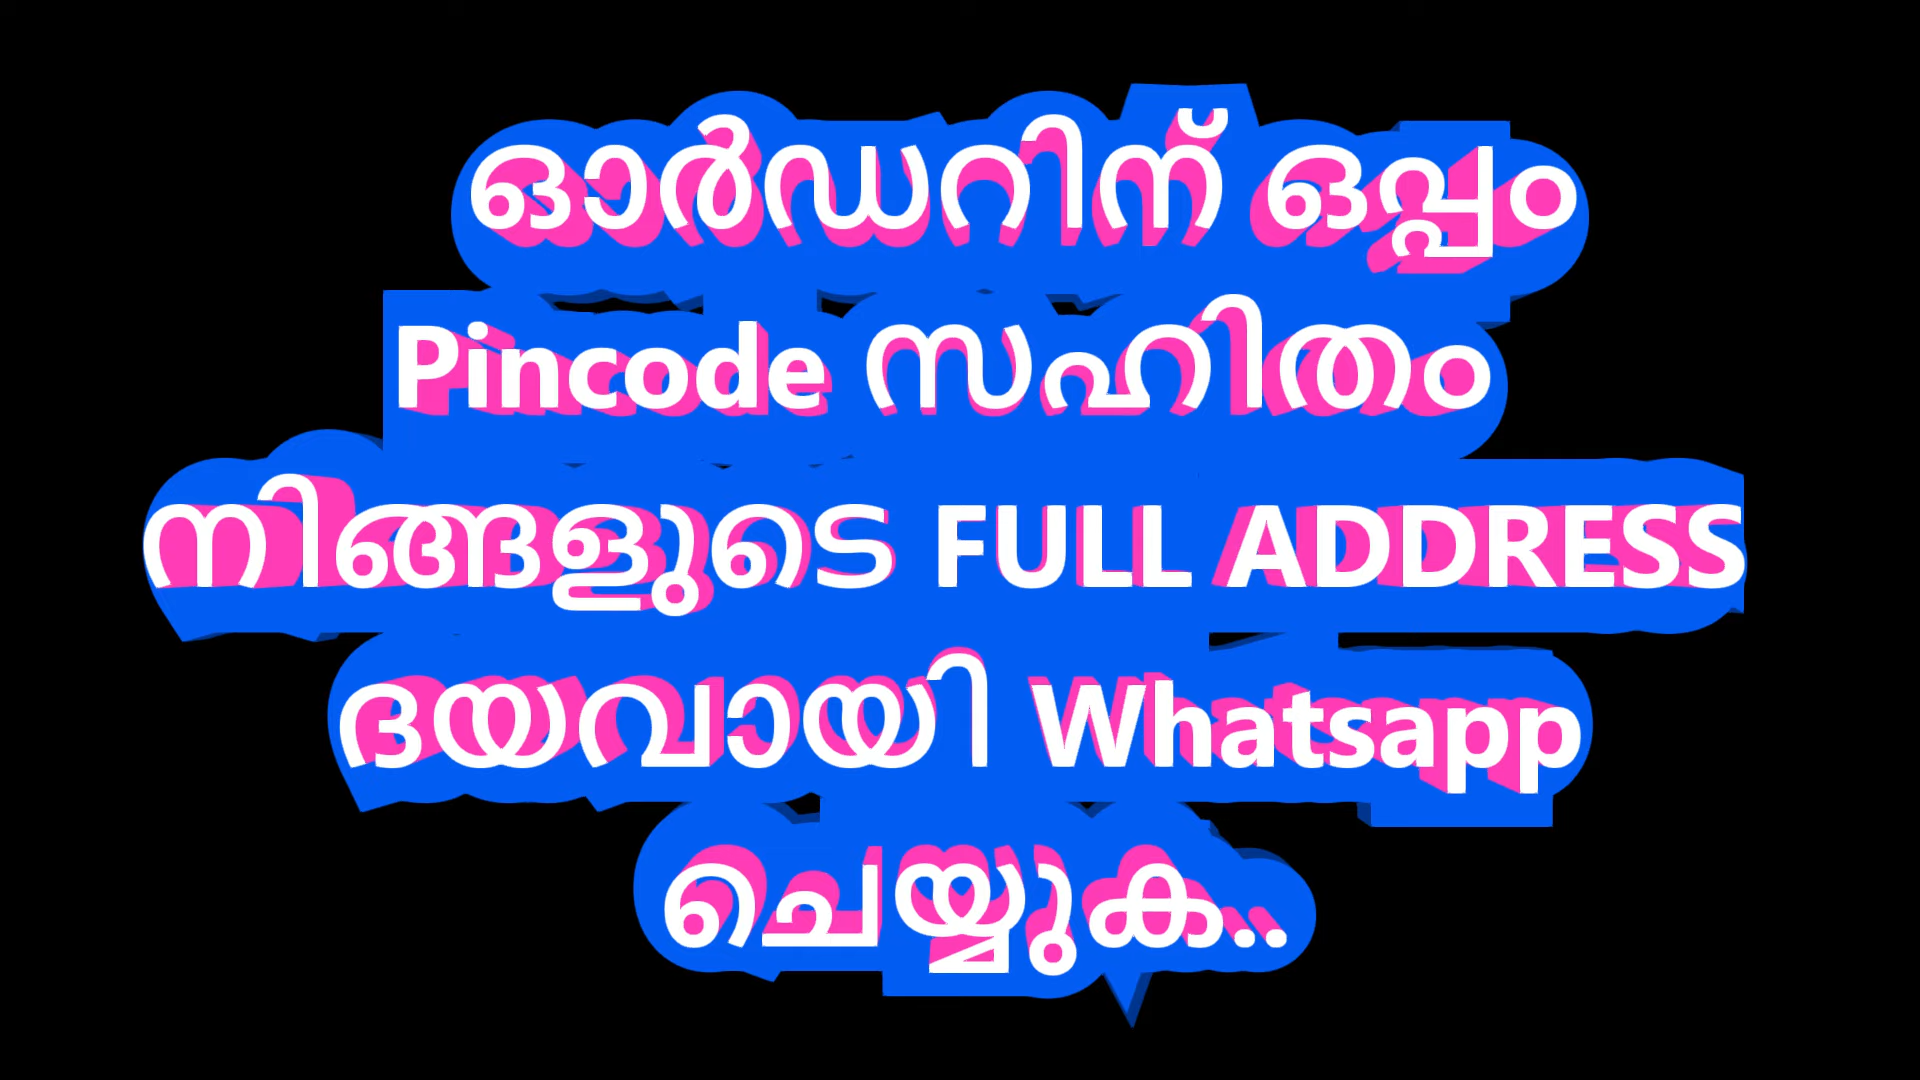 ഓർഡറിന് ഒപ്പം
Pincode സഹിതം
നിങ്ങളുടെ FULL ADDRESS
ദയവായി Whatsapp
ചെയ്യുക..